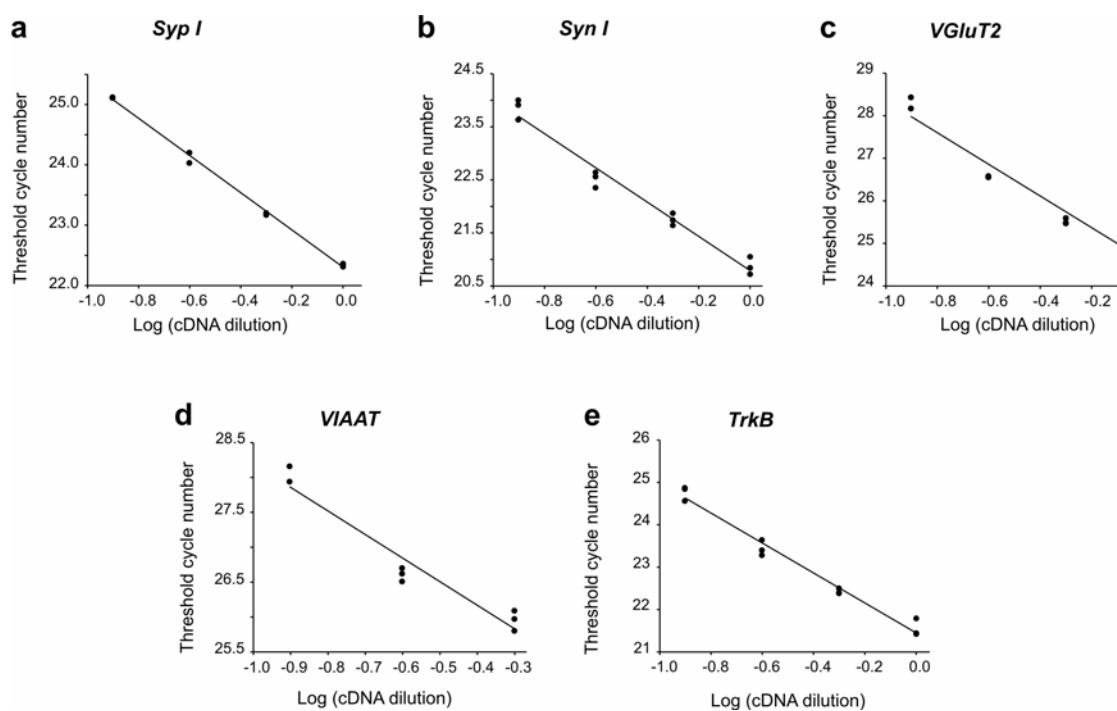 a
Syp I
Threshold cycle number
25.0
24.0
23.0
22.0
-1.0 -0.8 -0.6 -0.4 -0.2 0.0
Log (cDNA dilution)
b
Syn I
Threshold cycle number
24.5
23.5
22.5
21.5
20.5
-1.0 -0.8 -0.6 -0.4 -0.2 0.0
Log (cDNA dilution)
c
VGluT2
Threshold cycle number
29
28
27
26
25
24
-1.0 -0.8 -0.6 -0.4 -0.2
Log (cDNA dilution)
d
VIAAT
Threshold cycle number
28.5
27.5
26.5
25.5
-1.0 -0.9 -0.8 -0.7 -0.6 -0.5 -0.4 -0.3
Log (cDNA dilution)
e
TrkB
Threshold cycle number
26
25
24
23
22
21
-1.0 -0.8 -0.6 -0.4 -0.2 0.0
Log (cDNA dilution)